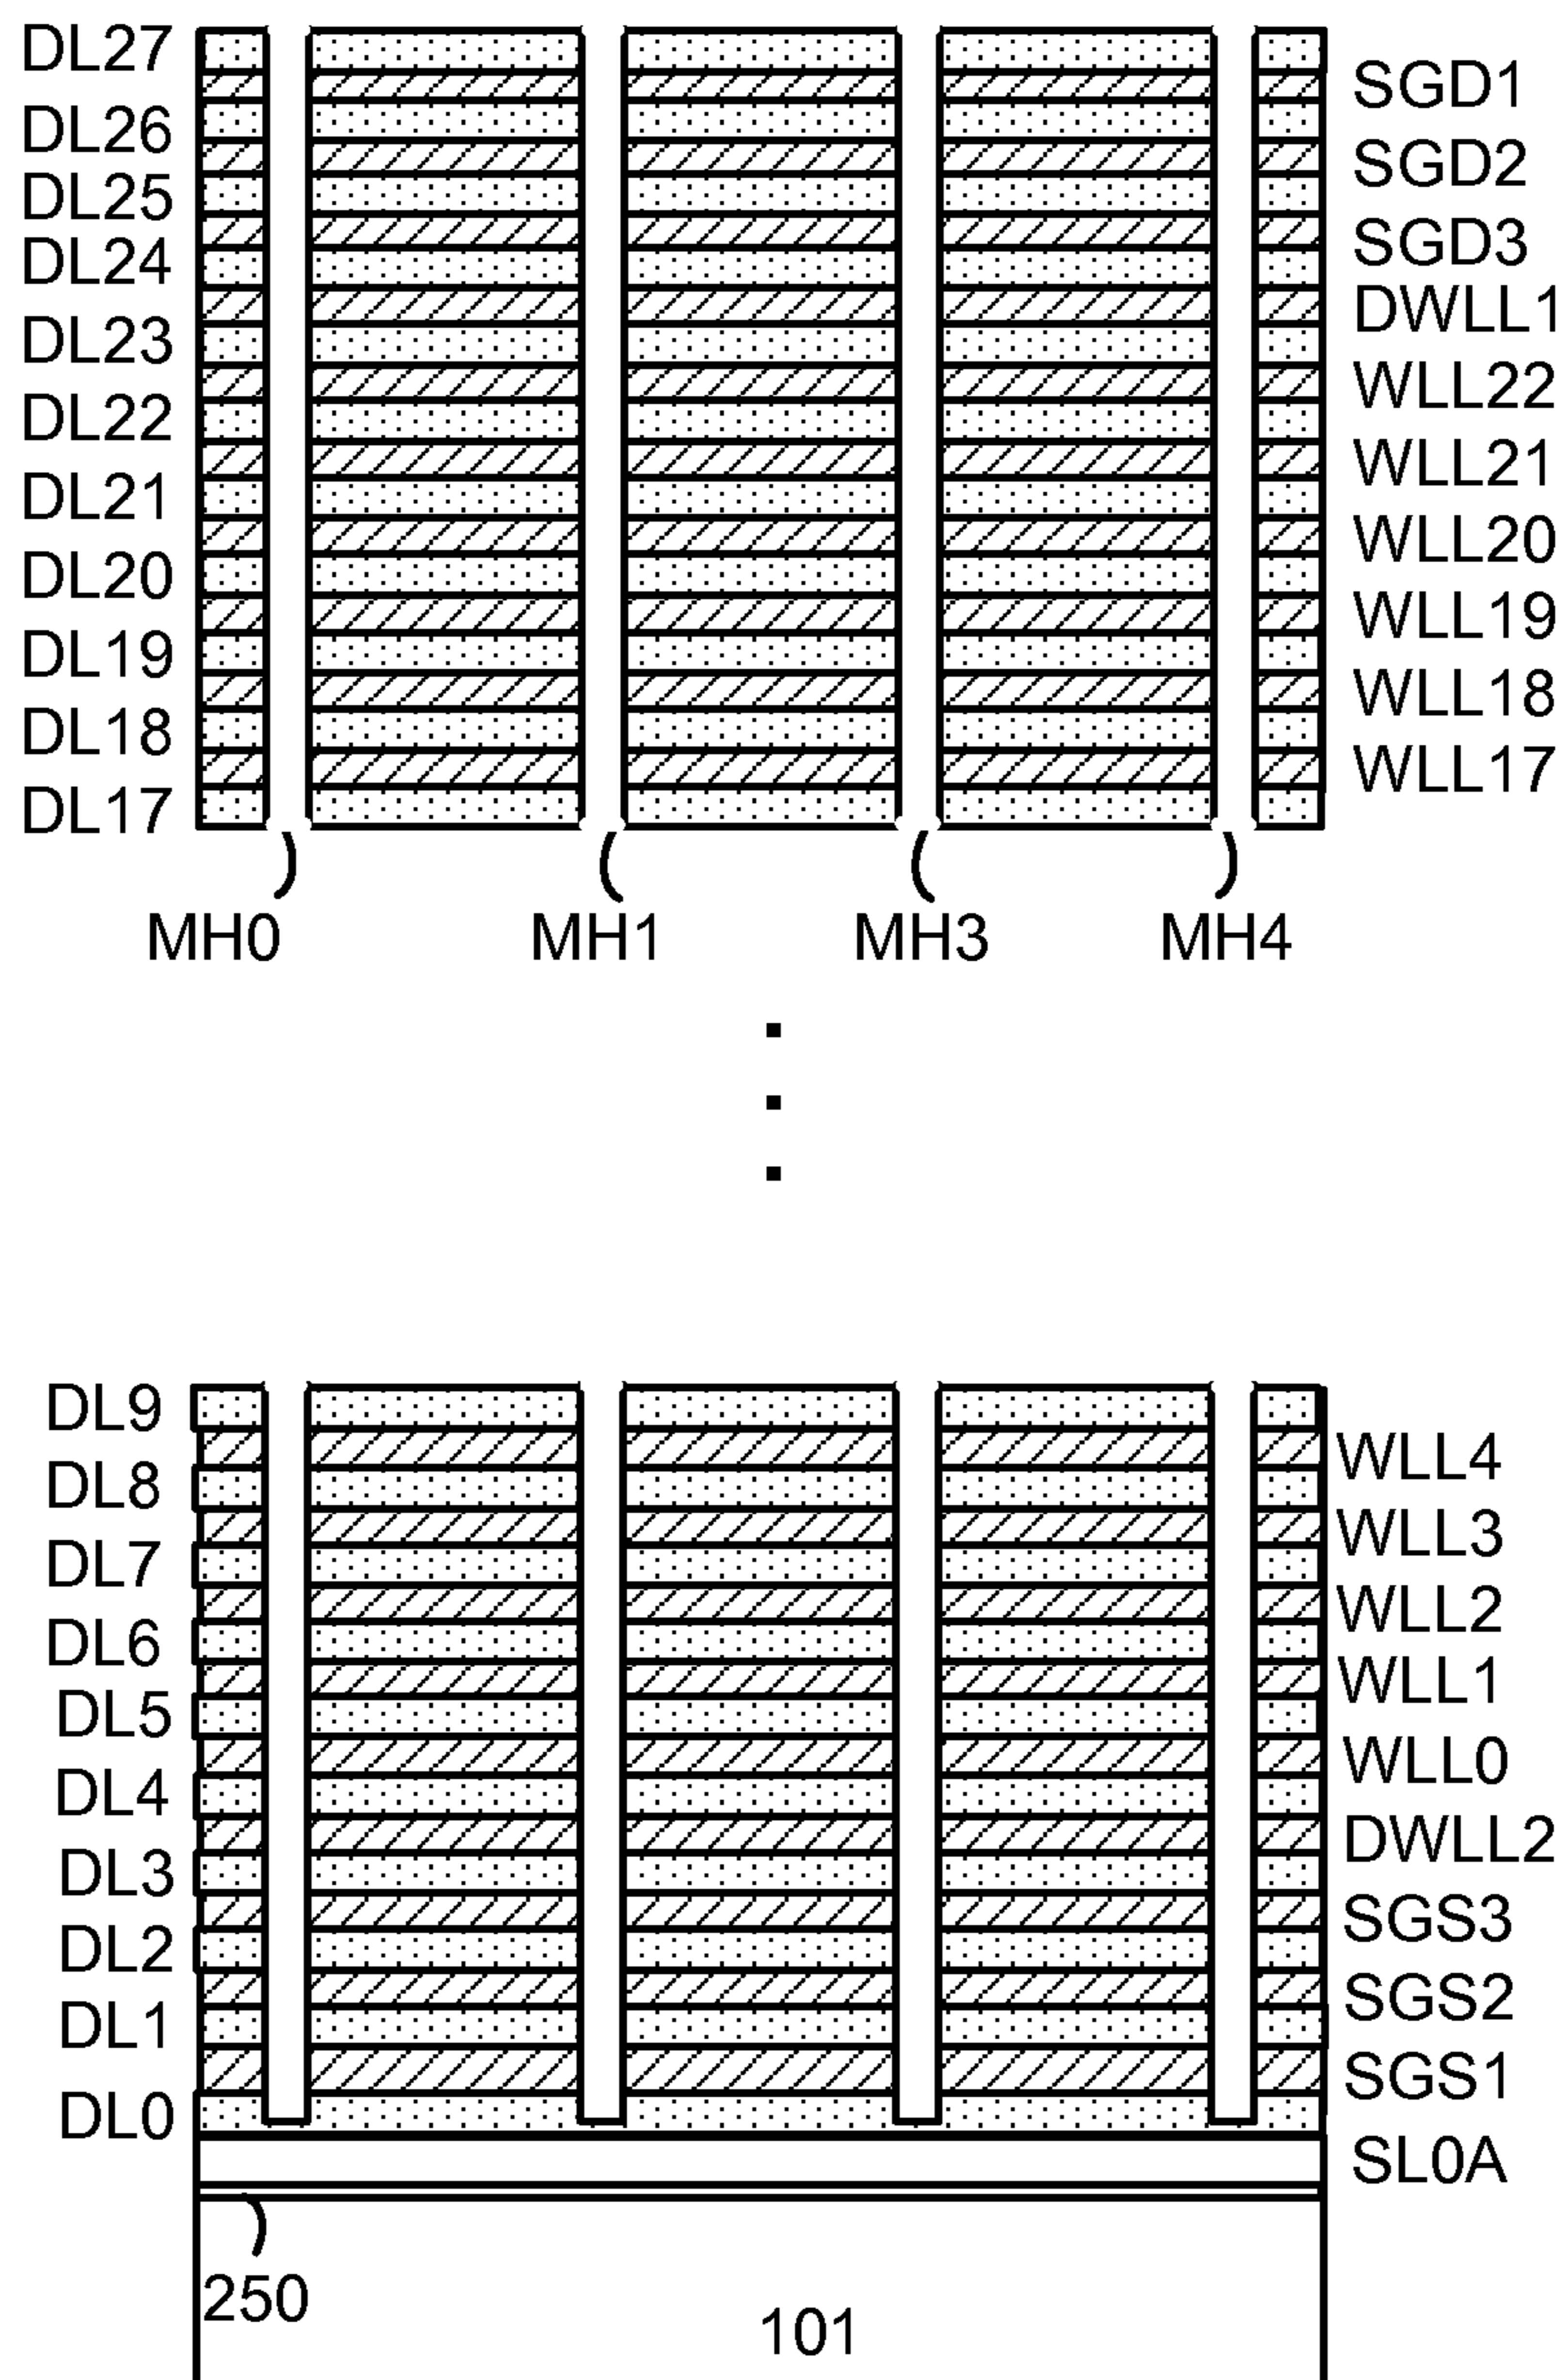 DL27
SGD1
DL26
SGD2
DL25
SGD3
DL24
DWLL1
DL23
WLL22
DL22
WLL21
DL21
WLL20
DL20
WLL19
DL19
WLL18
DL18
WLL17
DL17
MH0 MH1 MH3 MH4
DL9
WLL4
DL8
WLL3
DL7
WLL2
DL6
WLL1
DL5
WLL0
DL4
DWLL2
DL3
SGS3
DL2
SGS2
DL1
SGS1
DL0
SL0A
250
101